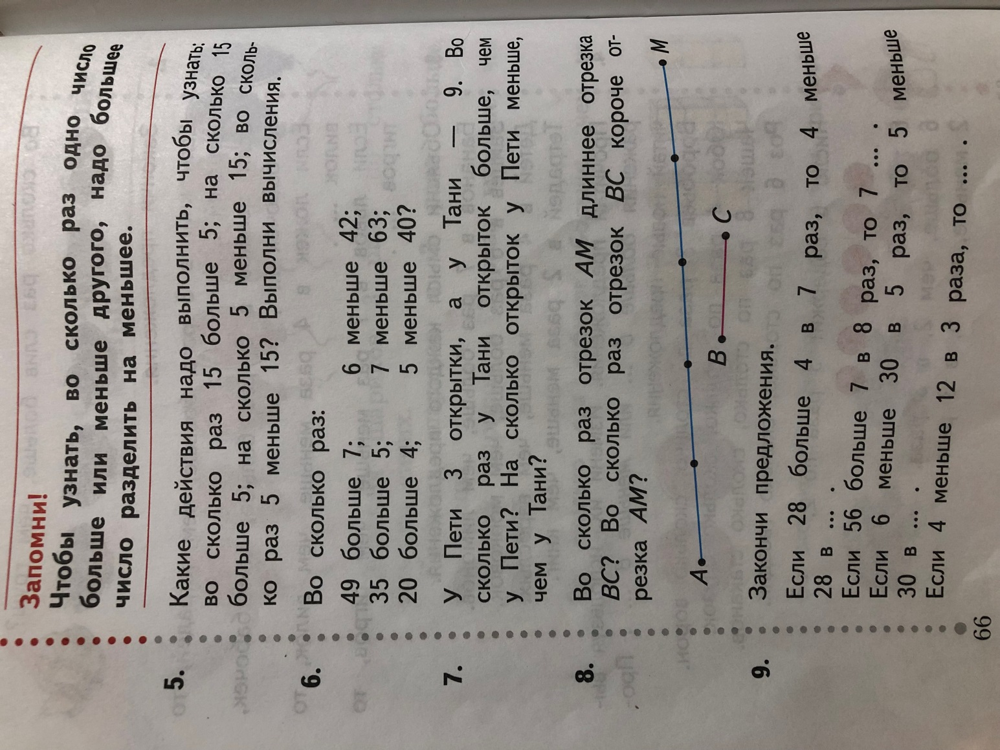 Запомни!
Чтобы узнать, во сколько раз одно число
больше или меньше другого, надо большее
число разделить на меньшее.
5. Какие действия надо выполнить, чтобы узнать:
во сколько раз 15 больше 5; на сколько 15
больше 5; на сколько 5 меньше 15; во сколь-
ко раз 5 меньше 15? Выполни вычисления.
6. Во сколько раз:
49 больше 7; 6 меньше 42;
35 больше 5; 7 меньше 63;
20 больше 4; 5 меньше 40?
7. У Пети 3 открытки, а у Тани — 9. Во
сколько раз у Тани открыток больше, чем
у Пети? На сколько открыток у Пети меньше,
чем у Тани?
8. Во сколько раз отрезок AM длиннее отрезка
BC? Во сколько раз отрезок BC короче от-
резка AM?
A M
B C
9. Закончи предложения.
Если 28 больше 4 в 7 раз, то 4 меньше
28 в ... .
Если 56 больше 7 в 8 раз, то 7 ... .
Если 6 меньше 30 в 5 раз, то 5 меньше
30 в ... .
Если 4 меньше 12 в 3 раза, то ... .
66